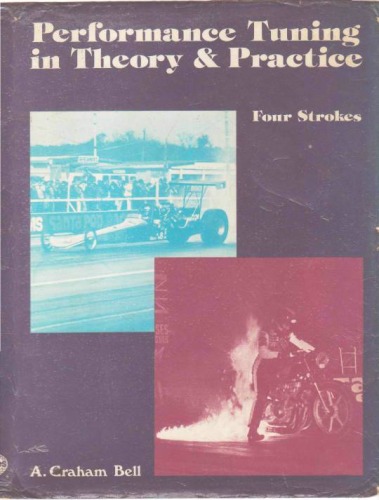 Performance Tuning
in Theory & Practice
Four Strokes
A. Graham Bell